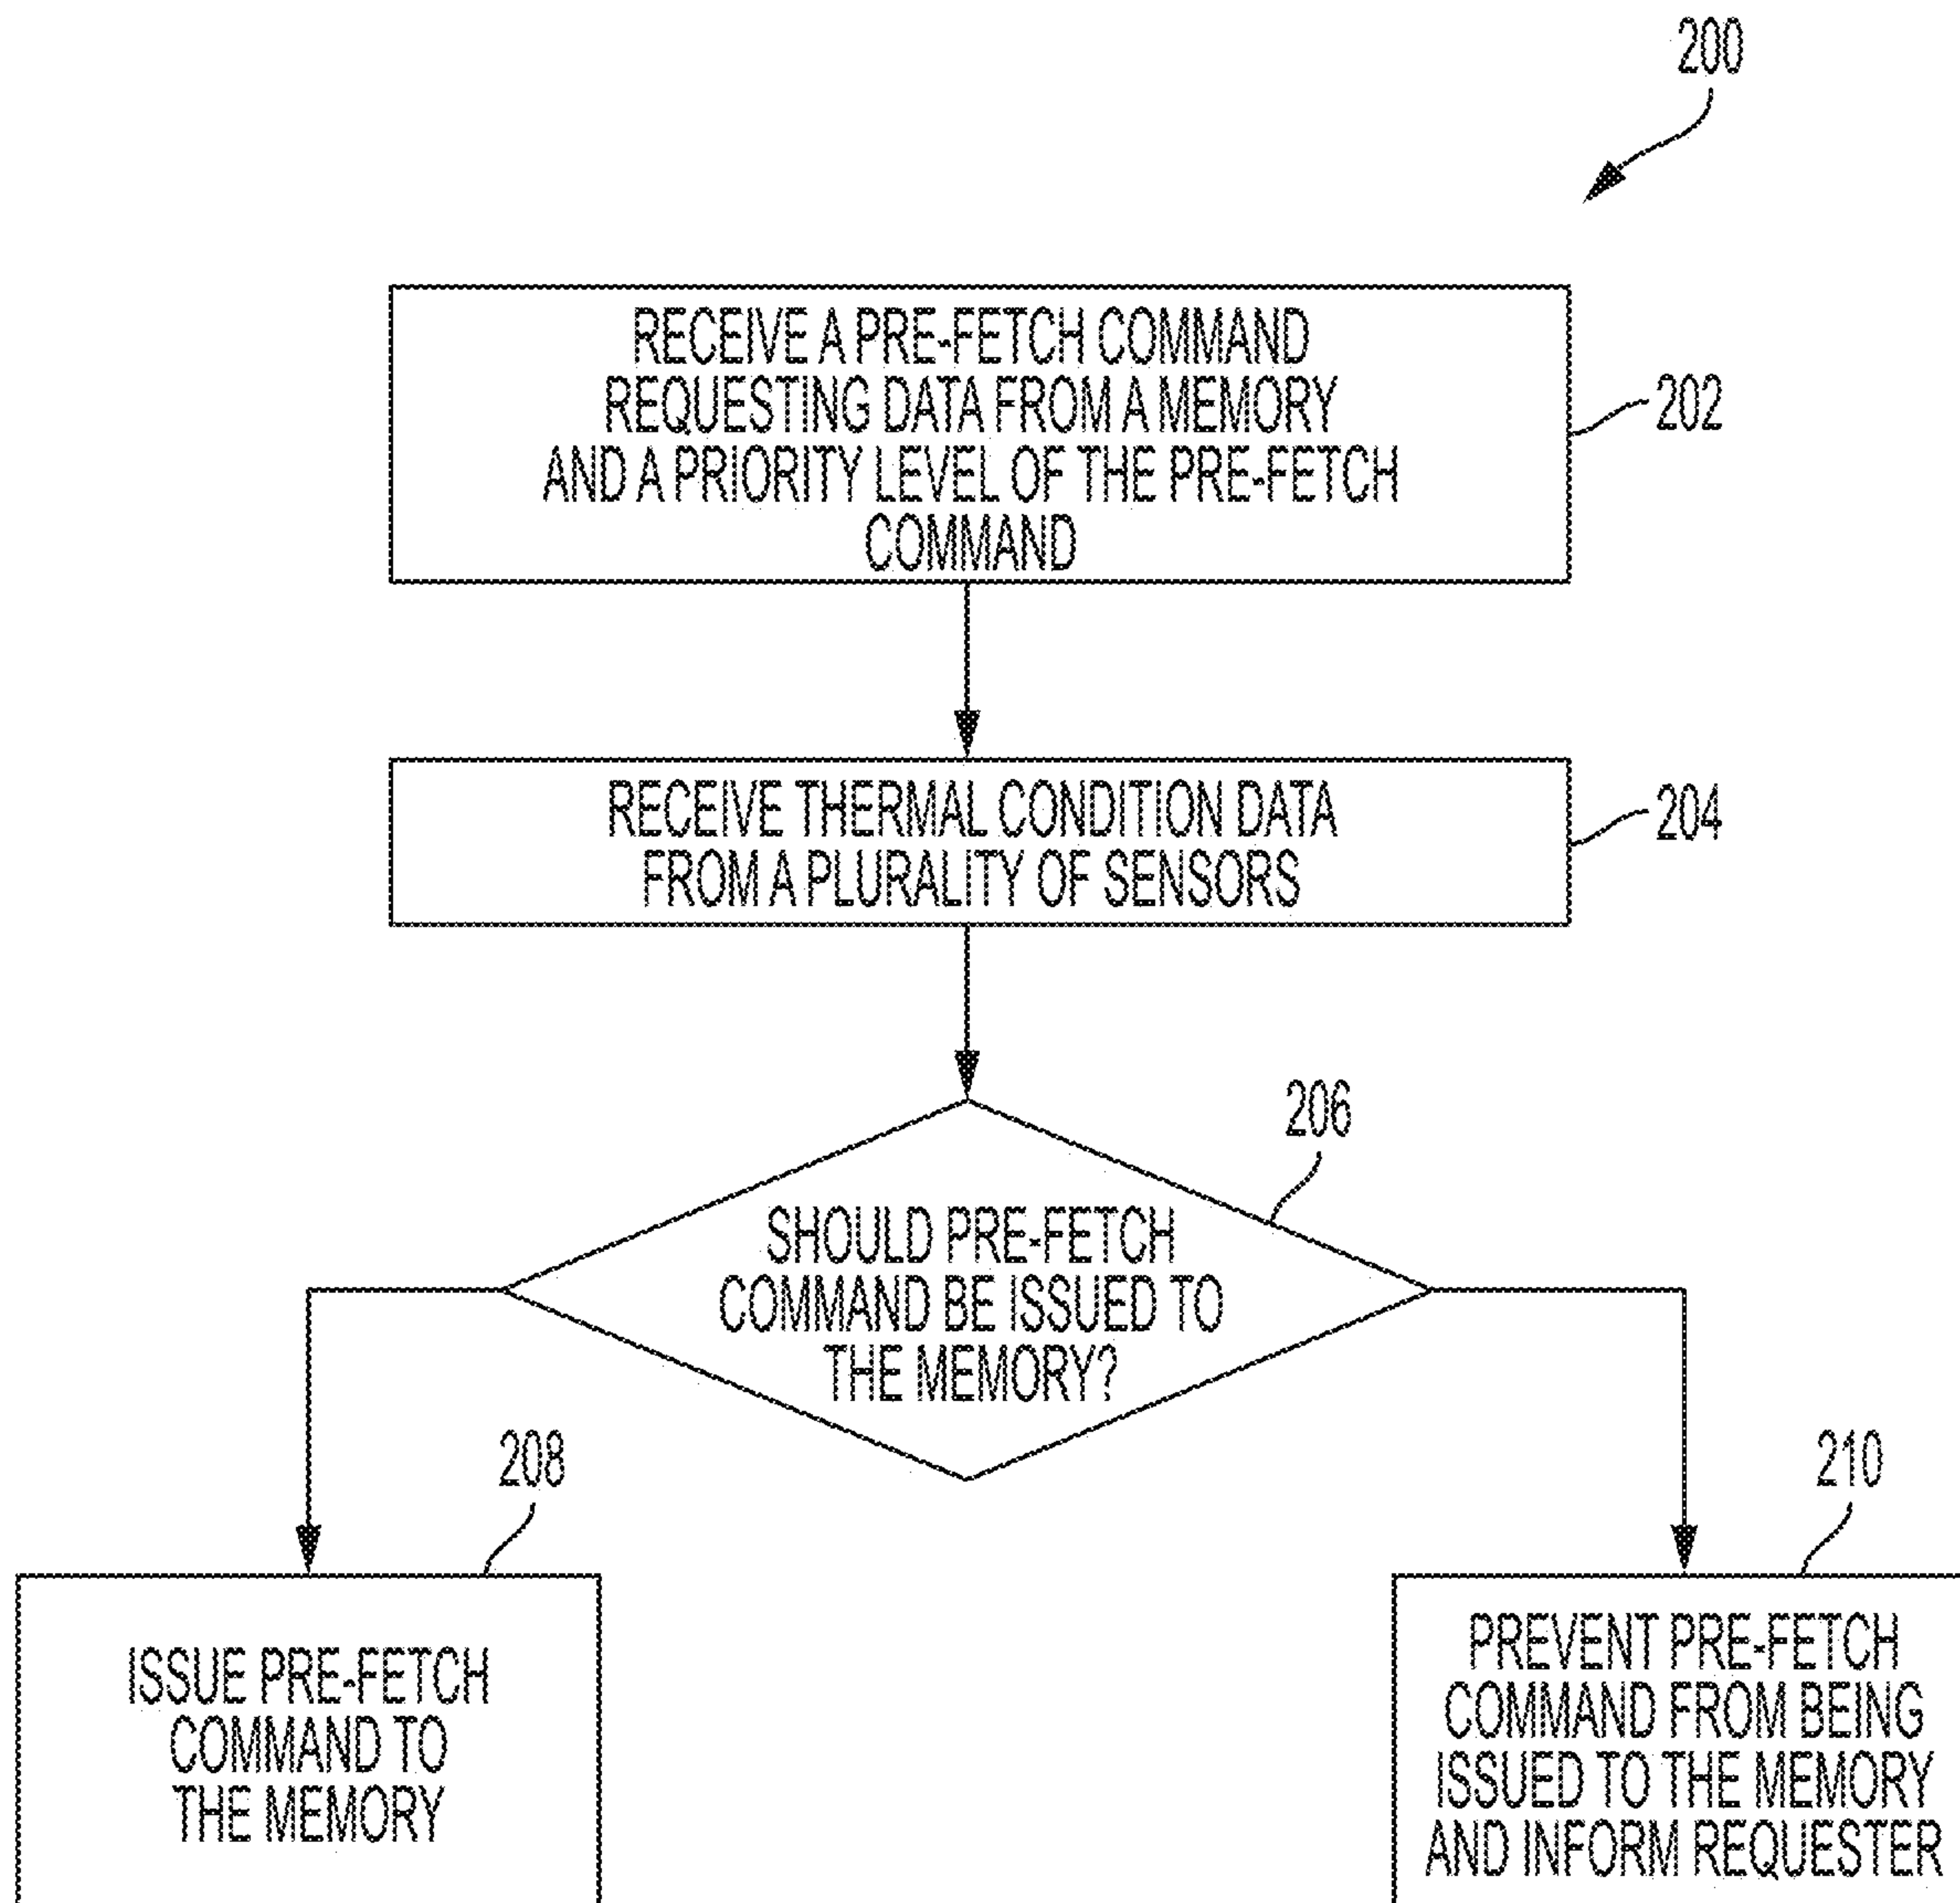 200
RECEIVE A PRE-FETCH COMMAND
REQUESTING DATA FROM A MEMORY
AND A PRIORITY LEVEL OF THE PRE-FETCH
COMMAND
202
RECEIVE THERMAL CONDITION DATA
FROM A PLURALITY OF SENSORS
204
206
SHOULD PRE-FETCH
COMMAND BE ISSUED TO
THE MEMORY?
208
ISSUE PRE-FETCH
COMMAND TO
THE MEMORY
210
PREVENT PRE-FETCH
COMMAND FROM BEING
ISSUED TO THE MEMORY
AND INFORM REQUESTER